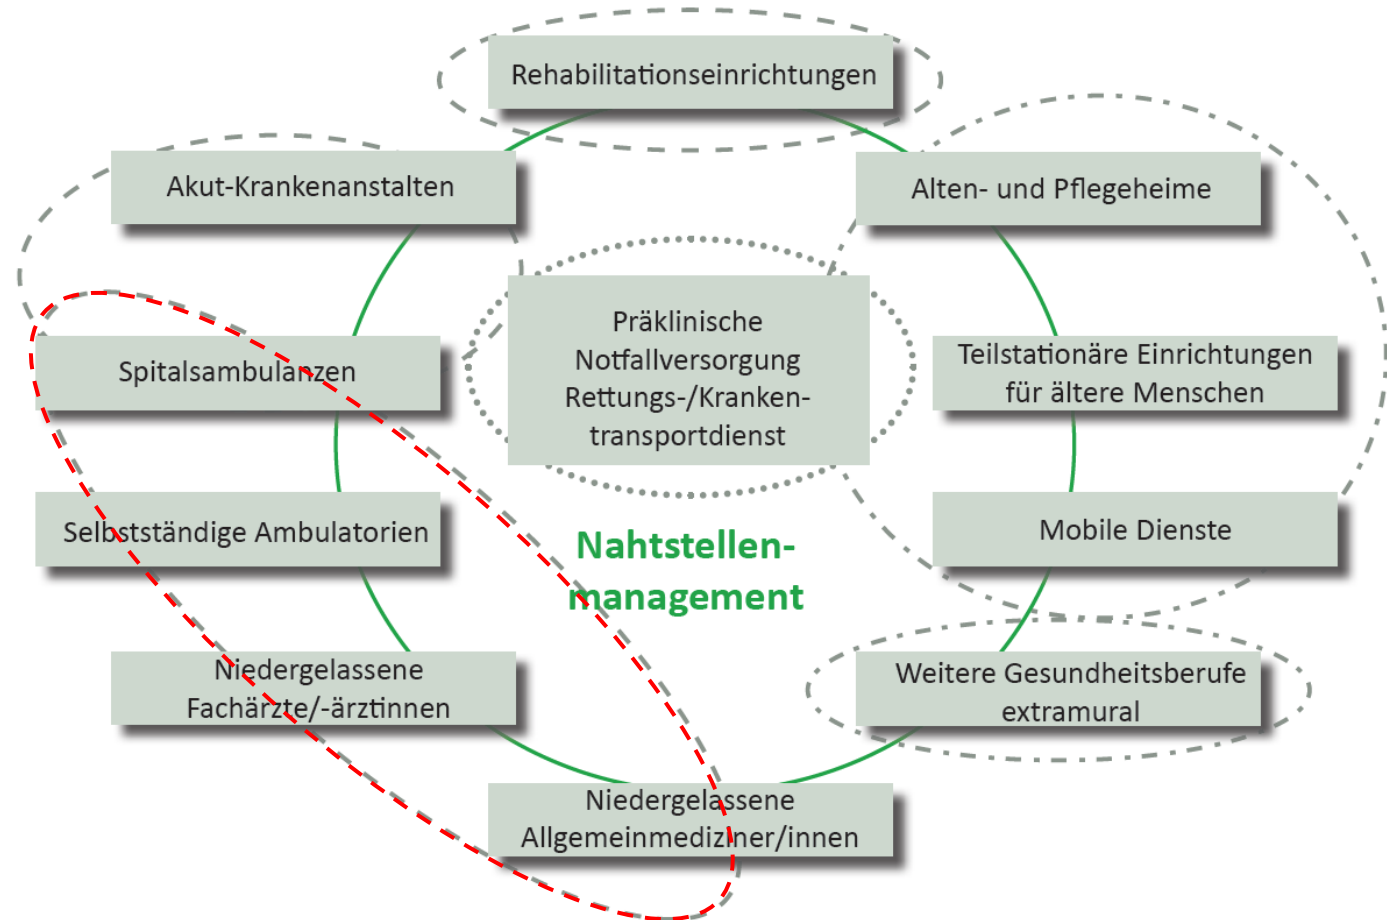 Rehabilitationseinrichtungen
Akut-Krankenanstalten
Alten- und Pflegeheime
Präklinische
Notfallversorgung
Rettungs-/Kranken-
transportdienst
Spitalsambulanzen
Teilstationäre Einrichtungen
für ältere Menschen
Selbstständige Ambulatorien
Mobile Dienste
Nahtstellen-
management
Niedergelassene
Fachärzte/-ärztinnen
Weitere Gesundheitsberufe
extramural
Niedergelassene
Allgemeinmediziner/innen